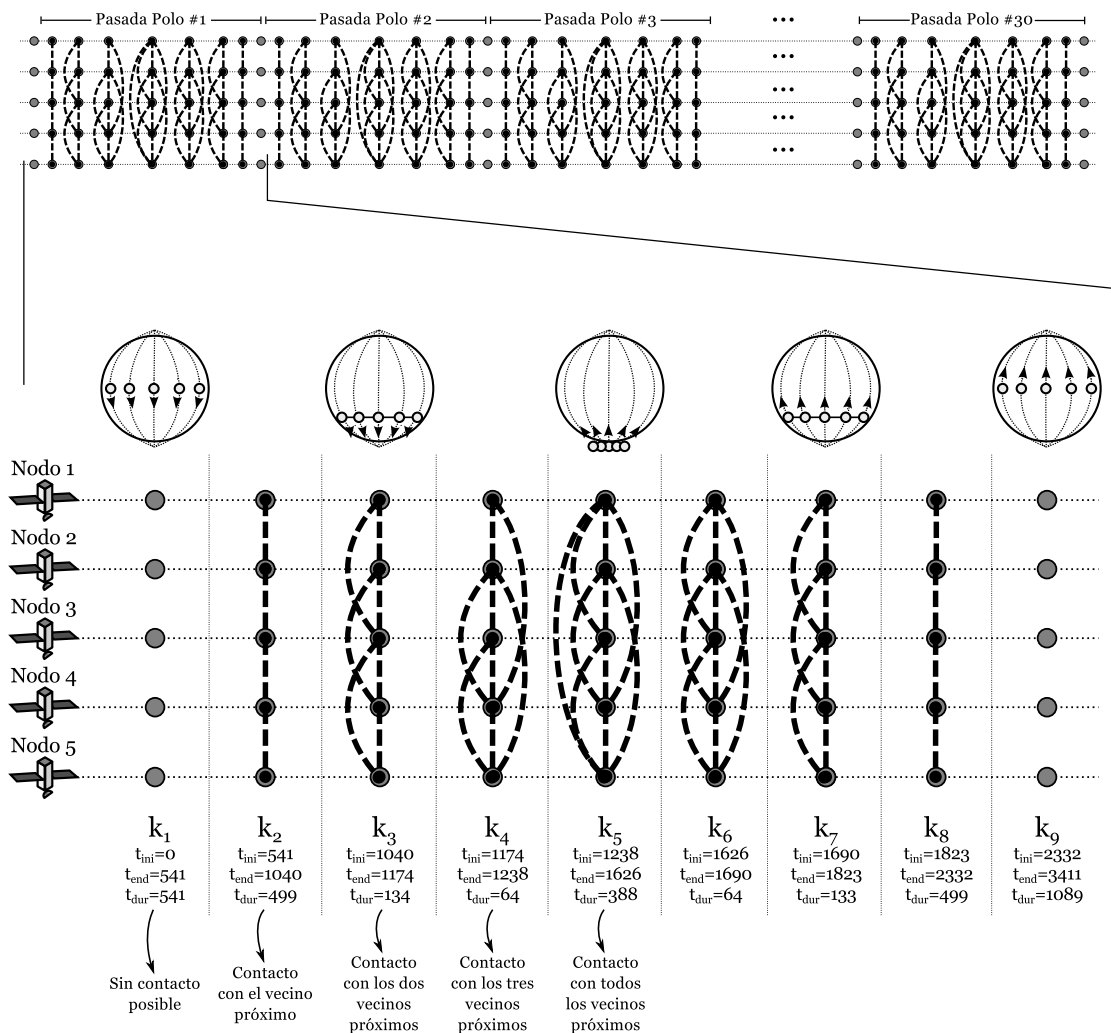 Pasada Polo #1 Pasada Polo #2 Pasada Polo #3 ... Pasada Polo #30
... 
...
...
...
Nodo 1
Nodo 2
Nodo 3
Nodo 4
Nodo 5
k1 k2 k3 k4 k5 k6 k7 k8 k9
tini=0 tini=541 tini=1040 tini=1174 tini=1238 tini=1626 tini=1690 tini=1823 tini=2332
tend=541 tend=1040 tend=1174 tend=1238 tend=1626 tend=1690 tend=1823 tend=2332 tend=3411
tdur=541 tdur=499 tdur=134 tdur=64 tdur=388 tdur=64 tdur=133 tdur=499 tdur=1089
Sin contacto
posible
Contacto
con el vecino
próximo
Contacto
con los dos
vecinos
próximos
Contacto
con los tres
vecinos
próximos
Contacto
con todos
los vecinos
próximos